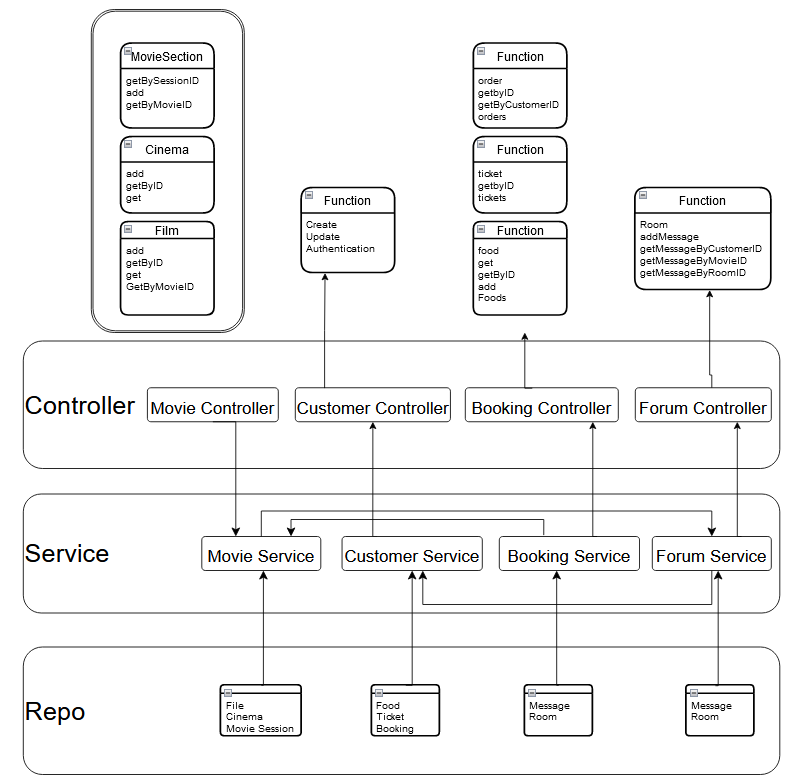 MovieSection
getBySessionID
add
getByMovieID
Cinema
add
getByID
get
Film
add
getByID
get
GetByMovieID
Function
Create
Update
Authentication
Function
order
getbyID
getByCustomerID
orders
Function
ticket
getbyID
tickets
Function
food
get
getByID
add
Foods
Function
Room
addMessage
getMessageByCustomerID
getMessageByMovieID
getMessageByRoomID
Controller
Movie Controller
Customer Controller
Booking Controller
Forum Controller
Service
Movie Service
Customer Service
Booking Service
Forum Service
Repo
File
Cinema
Movie Session
Food
Ticket
Booking
Message
Room
Message
Room